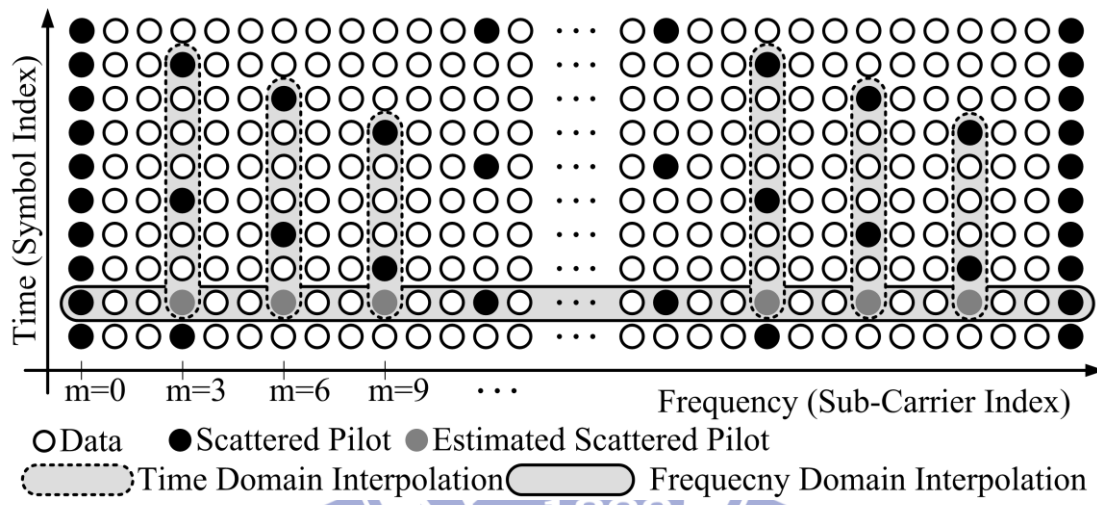 Time (Symbol Index)
· · ·
· · ·
· · ·
· · ·
· · ·
· · ·
· · ·
· · ·
· · ·
· · ·
m=0 m=3 m=6 m=9 · · ·
Frequency (Sub-Carrier Index)
Data Scattered Pilot Estimated Scattered Pilot
Time Domain Interpolation Frequecny Domain Interpolation